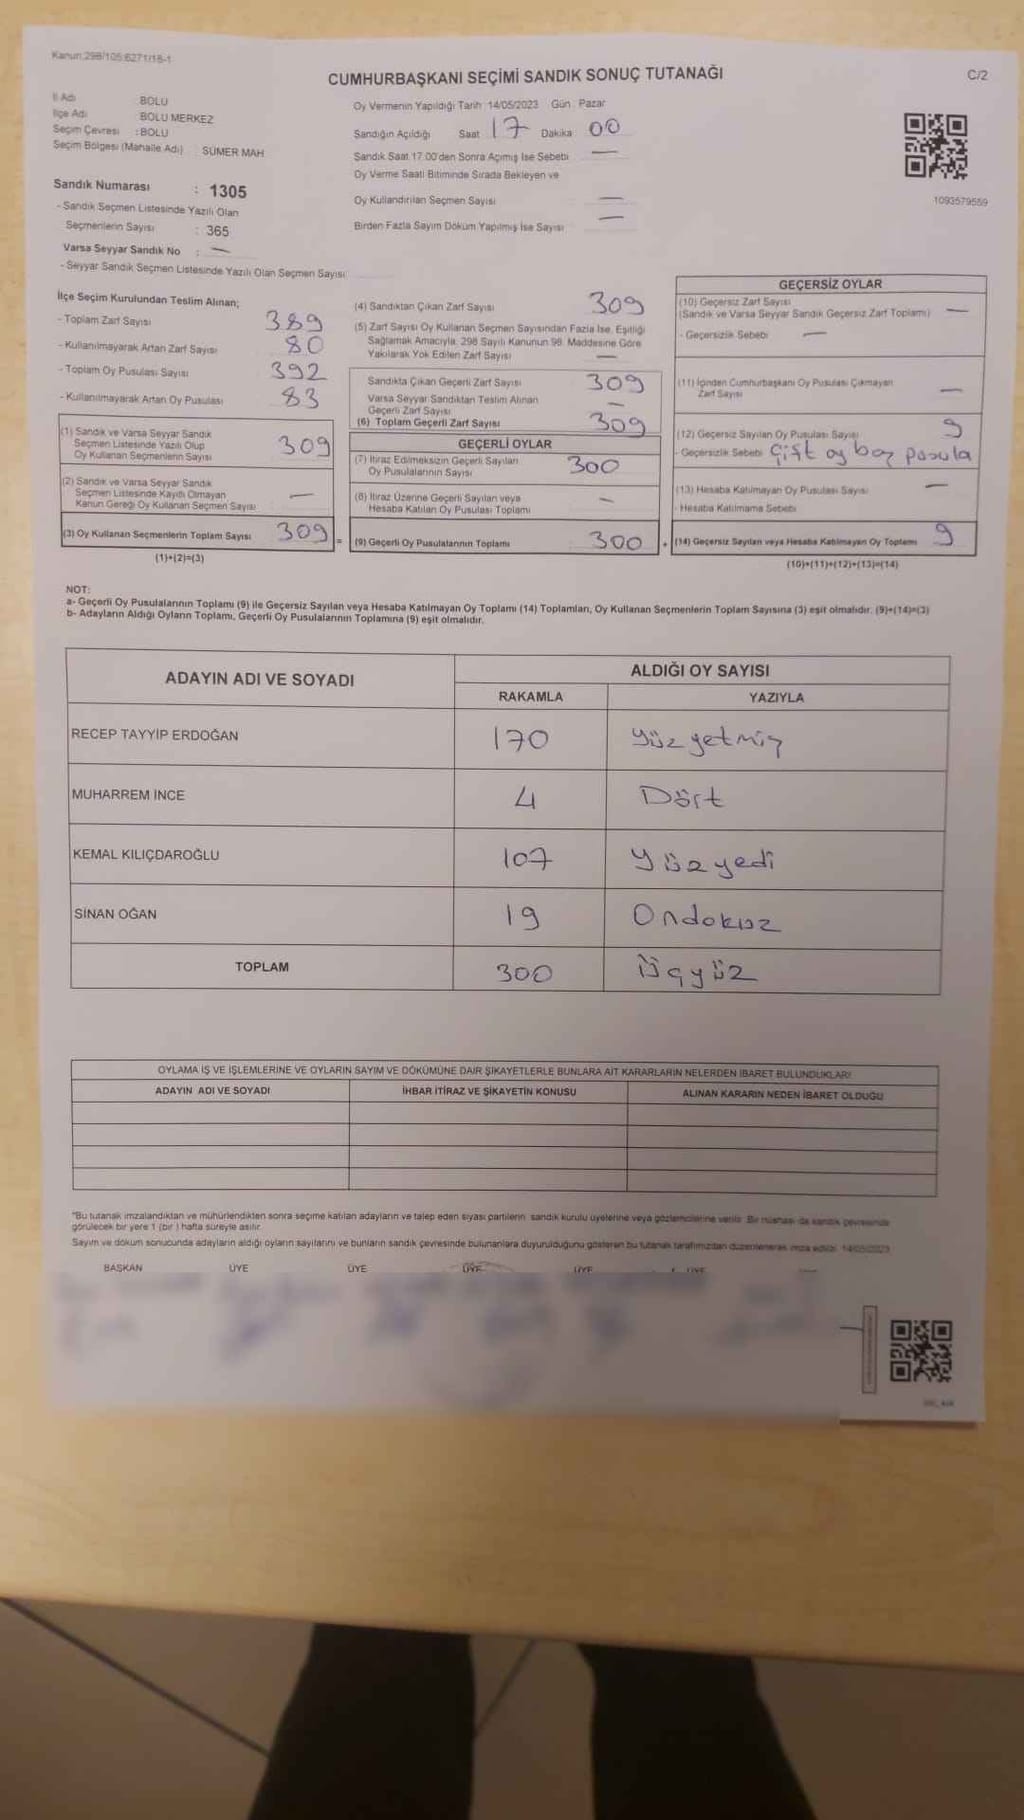 Kanun:298/105:6271/18-1
CUMHURBAŞKANI SEÇİMİ SANDIK SONUÇ TUTANAĞI
C/2
İl Adı : BOLU
İlçe Adı : BOLU MERKEZ
Seçim Çevresi : BOLU
Seçim Bölgesi (Mahalle Adı) : SÜMER MAH
Oy Vermenin Yapıldığı Tarih :14/05/2023 Gün : Pazar
Sandığın Açıldığı Saat 17 Dakika 00
Sandık Saat 17.00'den Sonra Açımış İse Sebebi —
Oy Verme Saati Bitiminde Sırada Bekleyen ve
Oy Kullandırılan Seçmen Sayısı —
Birden Fazla Sayım Döküm Yapılmış İse Sayısı —
1093579559
Sandık Numarası : 1305
- Sandık Seçmen Listesinde Yazılı Olan
Seçmenlerin Sayısı : 365
Varsa Seyyar Sandık No : —
- Seyyar Sandık Seçmen Listesinde Yazılı Olan Seçmen Sayısı
İlçe Seçim Kurulundan Teslim Alınan;
- Toplam Zarf Sayısı 389
- Kullanılmayarak Artan Zarf Sayısı 80
- Toplam Oy Pusulası Sayısı 392
- Kullanılmayarak Artan Oy Pusulası 83
(1) Sandık ve Varsa Seyyar Sandık
Seçmen Listesinde Yazılı Olup
Oy Kullanan Seçmenlerin Sayısı 309
(2) Sandık ve Varsa Seyyar Sandık
Seçmen Listesinde Kayıtlı Olmayan
Kanun Gereği Oy Kullanan Seçmen Sayısı —
(3) Oy Kullanan Seçmenlerin Toplam Sayısı 309 =
(1)+(2)=(3)
(4) Sandıktan Çıkan Zarf Sayısı 309
(5) Zarf Sayısı Oy Kullanan Seçmen Sayısından Fazla İse, Eşitliği
Sağlamak Amacıyla, 298 Sayılı Kanunun 98. Maddesine Göre
Yakılarak Yok Edilen Zarf Sayısı —
Sandıkta Çıkan Geçerli Zarf Sayısı 309
Varsa Seyyar Sandıktan Teslim Alınan
Geçerli Zarf Sayısı —
(6) Toplam Geçerli Zarf Sayısı 309
GEÇERLİ OYLAR
(7) İtiraz Edilmeksizin Geçerli Sayılan
Oy Pusulalarının Sayısı 300
(8) İtiraz Üzerine Geçerli Sayılan veya
Hesaba Katılan Oy Pusulası Toplamı —
(9) Geçerli Oy Pusulalarının Toplamı 300 +
GEÇERSİZ OYLAR
(10) Geçersiz Zarf Sayısı
(Sandık ve Varsa Seyyar Sandık Geçersiz Zarf Toplamı) —
- Geçersizlik Sebebi —
(11) İçinden Cumhurbaşkanı Oy Pusulası Çıkmayan
Zarf Sayısı —
(12) Geçersiz Sayılan Oy Pusulası Sayısı 9
- Geçersizlik Sebebi Çift oy boş pusula
(13) Hesaba Katılmayan Oy Pusulası Sayısı —
- Hesaba Katılmama Sebebi
(14) Geçersiz Sayılan veya Hesaba Katılmayan Oy Toplamı 9
(10)+(11)+(12)+(13)=(14)
NOT:
a- Geçerli Oy Pusulalarının Toplamı (9) ile Geçersiz Sayılan veya Hesaba Katılmayan Oy Toplamı (14) Toplamları, Oy Kullanan Seçmenlerin Toplam Sayısına (3) eşit olmalıdır. (9)+(14)=(3)
b- Adayların Aldığı Oyların Toplamı, Geçerli Oy Pusulalarının Toplamına (9) eşit olmalıdır.
ADAYIN ADI VE SOYADI
ALDIĞI OY SAYISI
RAKAMLA YAZIYLA
RECEP TAYYİP ERDOĞAN 170 Yüz yetmiş
MUHARREM İNCE 4 Dört
KEMAL KILIÇDAROĞLU 107 Yüz yedi
SİNAN OĞAN 19 Ondokuz
TOPLAM 300 Üçyüz
OYLAMA İŞ VE İŞLEMLERİNE VE OYLARIN SAYIM VE DÖKÜMÜNE DAİR ŞİKAYETLERLE BUNLARA AİT KARARLARIN NELERDEN İBARET BULUNDUKLARI
ADAYIN ADI VE SOYADI İHBAR İTİRAZ VE ŞİKAYETİN KONUSU ALINAN KARARIN NEDEN İBARET OLDUĞU
*Bu tutanak imzalandıktan ve mühürlendikten sonra seçime katılan adayların ve talep eden siyasi partilerin sandık kurulu üyelerine veya gözlemcilerine verilir. Bir nüshası da sandık çevresinde
görülecek bir yere 1 (bir ) hafta süreyle asılır.
Sayım ve döküm sonucunda adayların aldığı oyların sayılarını ve bunların sandık çevresinde bulunanlara duyurulduğunu gösteren bu tutanak tarafımızdan düzenlenerek imza edildi. 14/05/2023
BAŞKAN ÜYE ÜYE ÜYE ÜYE ÜYE